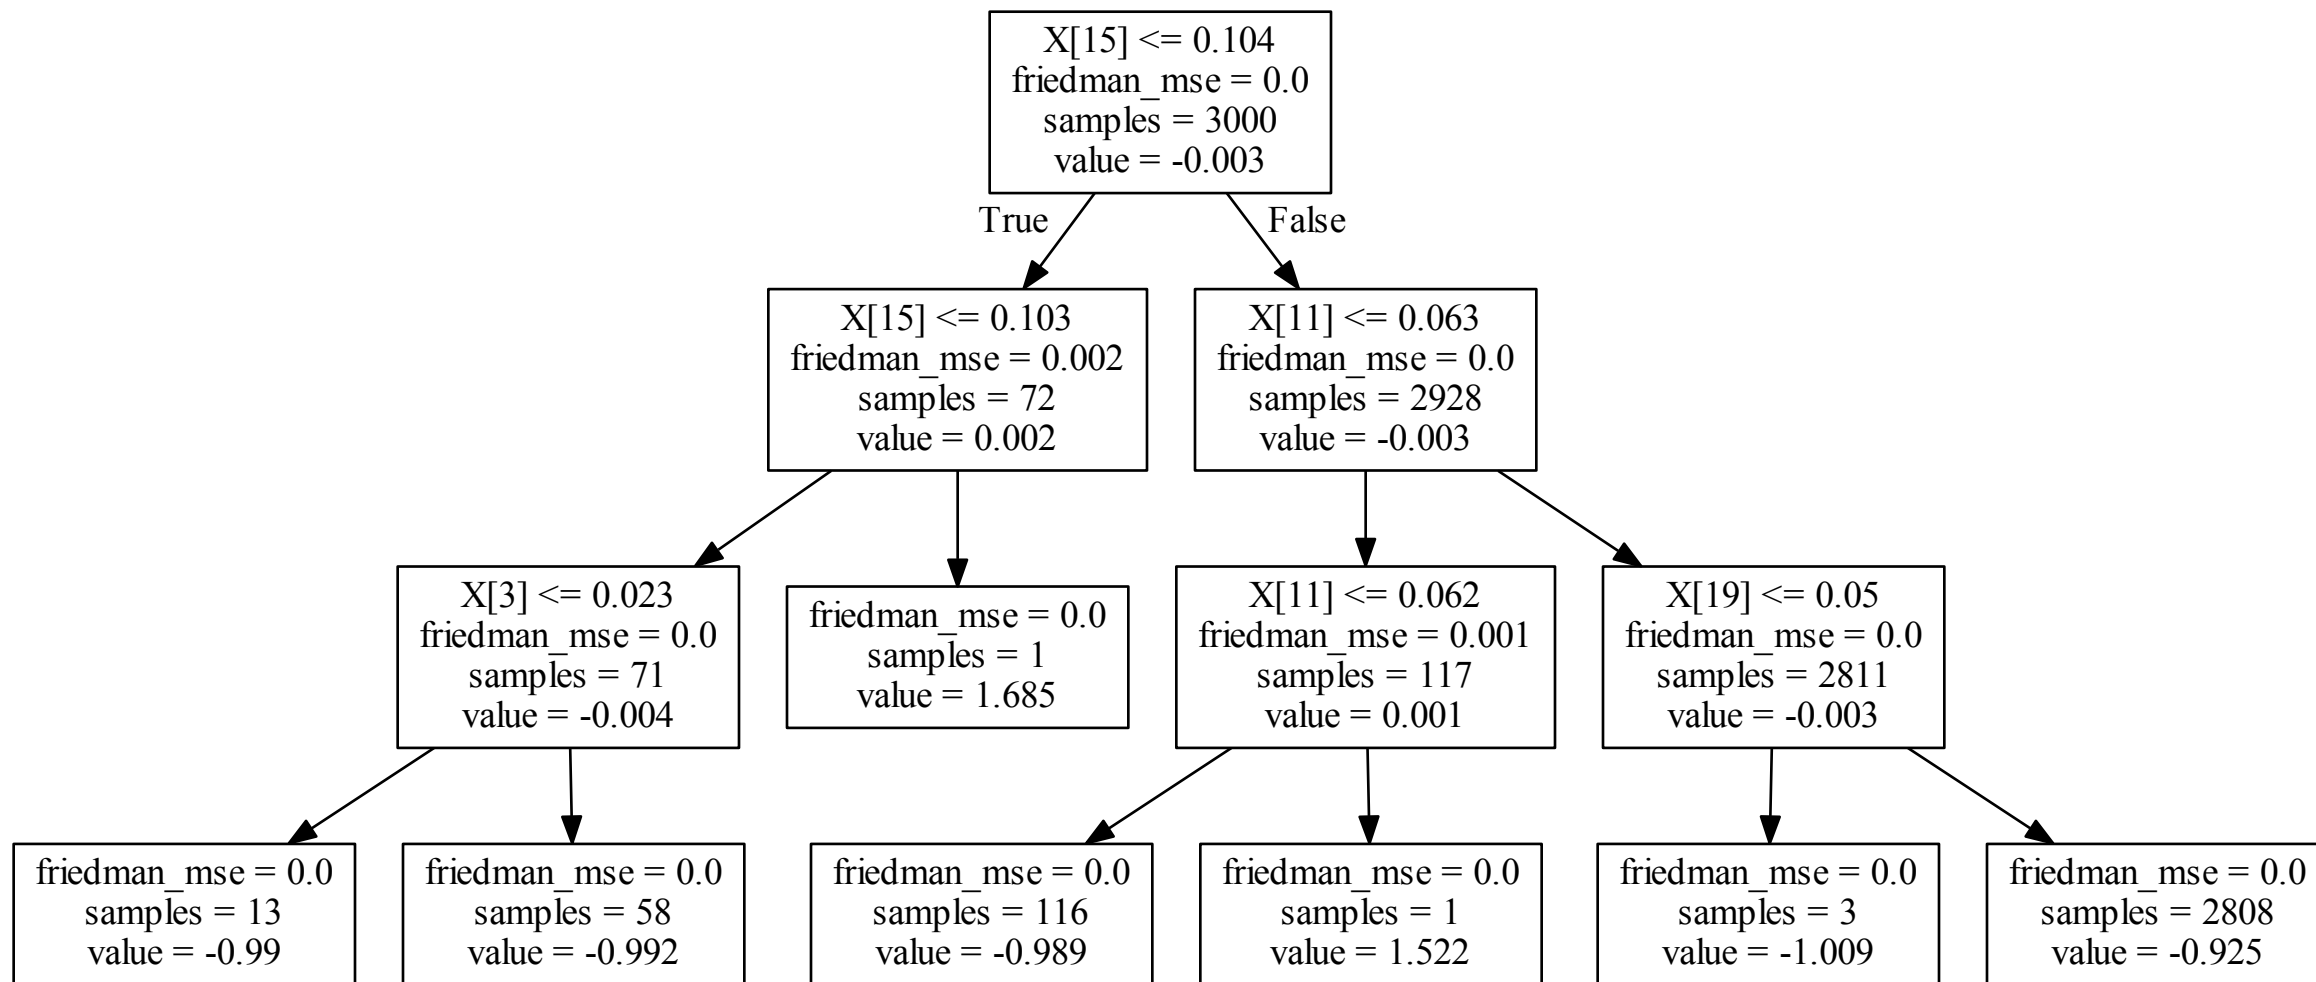 X[15] <= 0.104
friedman_mse = 0.0
samples = 3000
value = -0.003
True
False
X[15] <= 0.103
friedman_mse = 0.002
samples = 72
value = 0.002
X[11] <= 0.063
friedman_mse = 0.0
samples = 2928
value = -0.003
X[3] <= 0.023
friedman_mse = 0.0
samples = 71
value = -0.004
friedman_mse = 0.0
samples = 1
value = 1.685
X[11] <= 0.062
friedman_mse = 0.001
samples = 117
value = 0.001
X[19] <= 0.05
friedman_mse = 0.0
samples = 2811
value = -0.003
friedman_mse = 0.0
samples = 13
value = -0.99
friedman_mse = 0.0
samples = 58
value = -0.992
friedman_mse = 0.0
samples = 116
value = -0.989
friedman_mse = 0.0
samples = 1
value = 1.522
friedman_mse = 0.0
samples = 3
value = -1.009
friedman_mse = 0.0
samples = 2808
value = -0.925